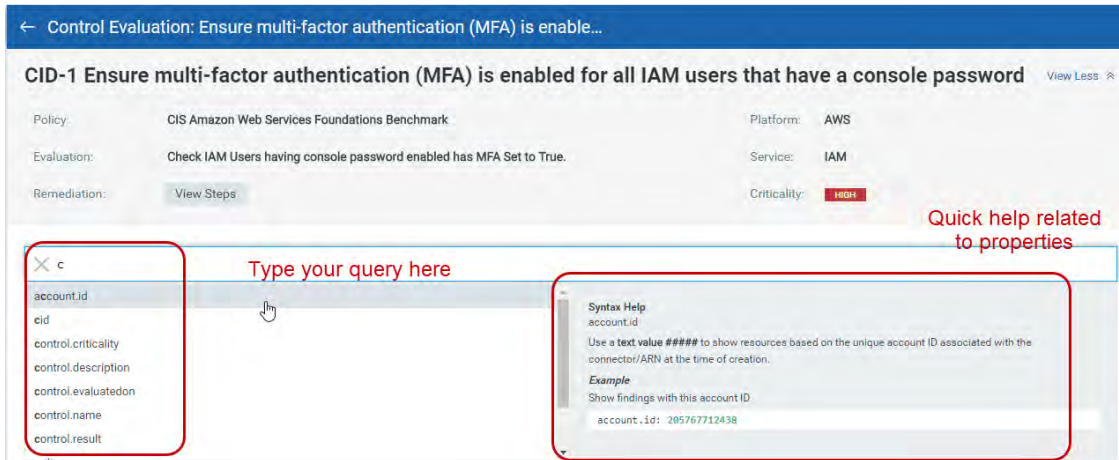 ← Control Evaluation: Ensure multi-factor authentication (MFA) is enable...
CID-1 Ensure multi-factor authentication (MFA) is enabled for all IAM users that have a console password View Less
Policy: CIS Amazon Web Services Foundations Benchmark Platform: AWS
Evaluation: Check IAM Users having console password enabled has MFA Set to True. Service: IAM
Remediation: View Steps Criticality: HIGH
Quick help related
to properties
c
Type your query here
account.id
cid
control.criticality
control.description
control.evaluatedon
control.name
control.result
Syntax Help
account.id
Use a text value ##### to show resources based on the unique account ID associated with the
connector/ARN at the time of creation.
Example
Show findings with this account ID
account.id: 205767712438